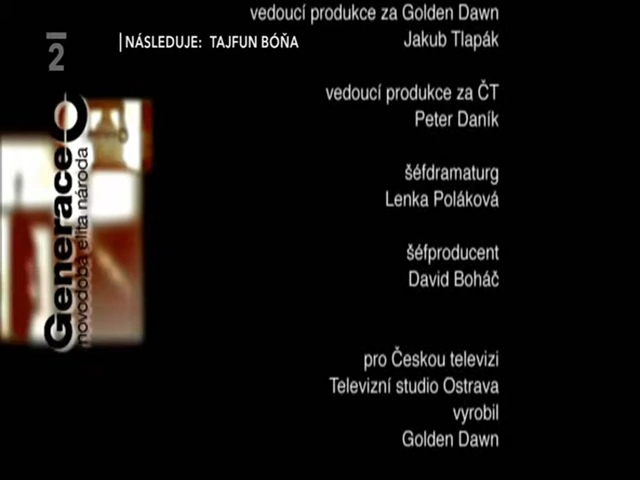 vedoucí produkce za Golden Dawn
Jakub Tlapák
2
NÁSLEDUJE: TAJFUN BÓŇA
vedoucí produkce za ČT
Peter Daník
šéfdramaturg
Lenka Poláková
šéfproducent
David Boháč
GeneraceO
novodobá elita národa
pro Českou televizi
Televizní studio Ostrava
vyrobil
Golden Dawn